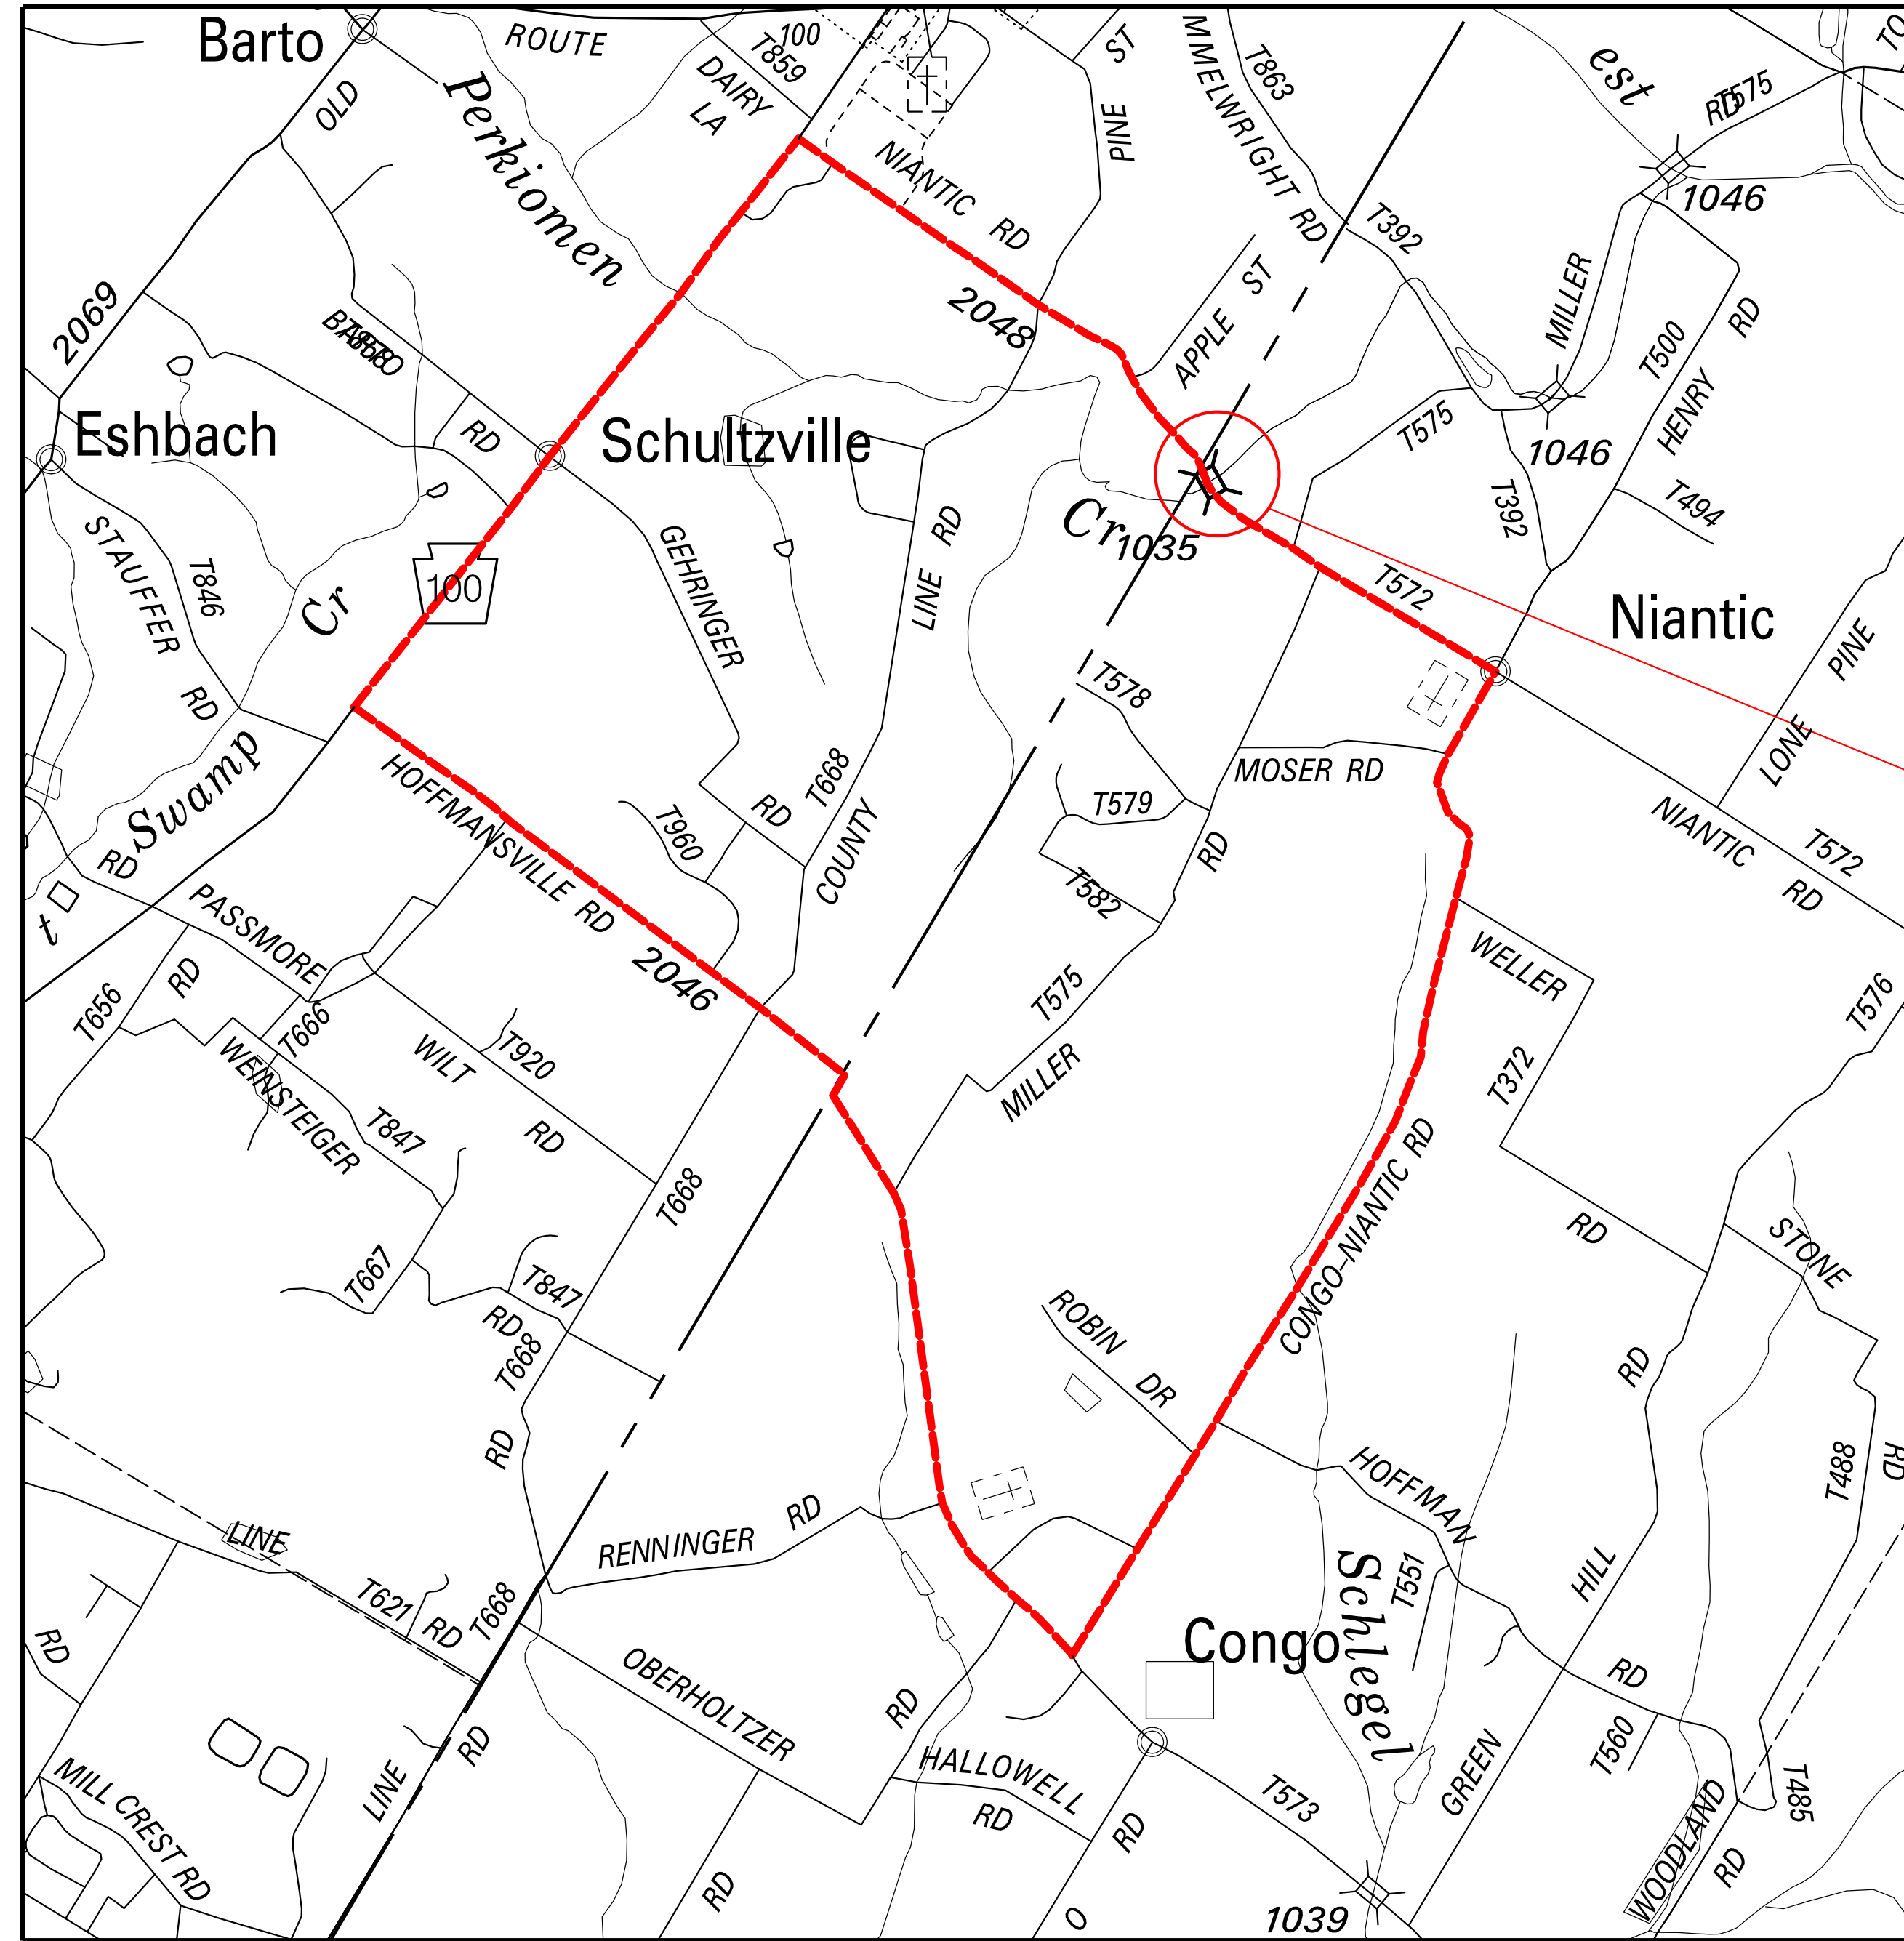 Barto
ROUTE
100
T859
DAIRY
LA
OLD
Perkiomen
NIANTIC
RD
PINE
ST
MMELWRIGHT RD
T863
T392
est
RD
T575
TO
1046
MILLER
T500
RD
HENRY
2069
2048
APPLE ST
T575
1046
T392
T494
Eshbach
RD
Schultzville
Cr
1035
T572
Niantic
STAUFFER
RD
T846
Cr
100
GEHRINGER
RD
LINE RD
T668
COUNTY
T578
T579
T582
MOSER RD
RD
PINE
LONE
NIANTIC
RD
T572
Swamp
t
RD
HOFFMANSVILLE RD
2046
T960
PASSMORE
RD
T656
T666
WEINSTEIGER
T847
WILT
RD
T920
T575
MILLER
WELLER
T372
RD
T576
CONGO-NIANTIC RD
STONE
T668
T667
T847
RD
T668
RD
ROBIN
DR
HOFFMAN
RD
T488
RD
LINE
T621
RD
T668
RENNINGER
RD
Schlegel
T551
HILL
Congo
RD
OBERHOLTZER
RD
HALLOWELL
RD
RD
T573
GREEN
RD
T560
T485
WOODLAND
RD
MILL CREST RD
LINE
RD
RD
O
1039